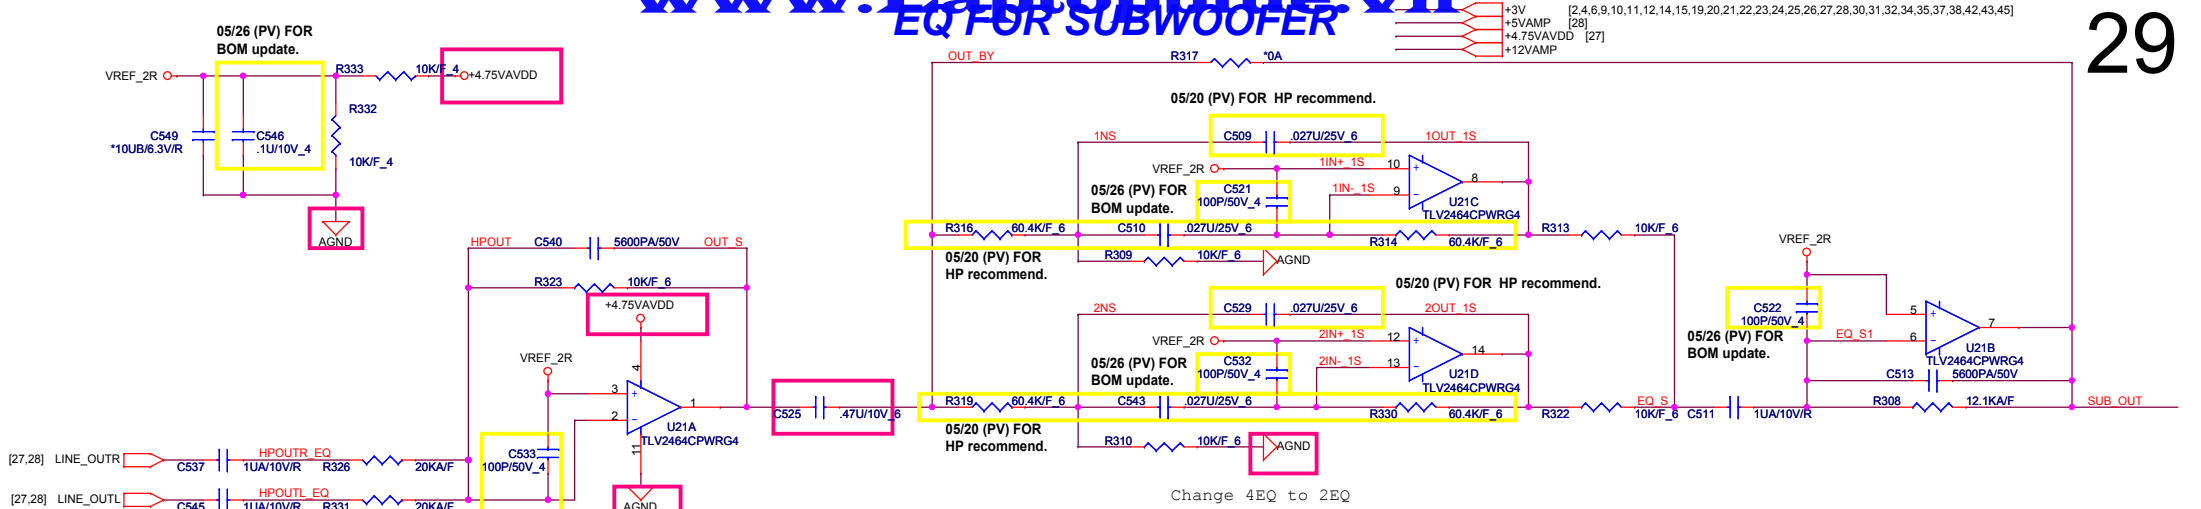 EQ FOR SUBWOOFER
29
+3V [2,4,6,9,10,11,12,14,15,19,20,21,22,23,24,25,26,27,28,30,31,32,34,35,37,38,42,43,45]
+5VAMP [28]
+4.75VAVDD [27]
+12VAMP
05/26 (PV) FOR
BOM update.
VREF_2R
R333
10K/F_4
+4.75VAVDD
R332
10K/F_4
C549
*10UB/6.3V/R
C546
.1U/10V_4
AGND
OUT_BY
R317
*0A
05/20 (PV) FOR HP recommend.
1NS
C509
.027U/25V_6
1OUT_1S
VREF_2R
1IN+_1S
10
1IN-_1S
9
8
U21C
TLV2464CPWRG4
05/26 (PV) FOR
BOM update.
C521
100P/50V_4
R316
60.4K/F_6
C510
.027U/25V_6
R314
60.4K/F_6
R313
10K/F_6
05/20 (PV) FOR
HP recommend.
R309
10K/F_6
AGND
HPOUT
C540
5600PA/50V
OUT_S
R323
10K/F_6
+4.75VAVDD
VREF_2R
4
3
2
1
11
U21A
TLV2464CPWRG4
C533
100P/50V_4
AGND
C525
.47U/10V_6
[27,28] LINE_OUTR
C537
1UA/10V/R
HPOUTR_EQ
R326
20KA/F
[27,28] LINE_OUTL
C545
1UA/10V/R
HPOUTL_EQ
R331
20KA/F
05/20 (PV) FOR HP recommend.
2NS
C529
.027U/25V_6
2OUT_1S
VREF_2R
2IN+_1S
12
2IN-_1S
13
14
U21D
TLV2464CPWRG4
05/26 (PV) FOR
BOM update.
C532
100P/50V_4
R319
60.4K/F_6
C543
.027U/25V_6
R330
60.4K/F_6
R322
10K/F_6
EQ_S
05/20 (PV) FOR
HP recommend.
R310
10K/F_6
AGND
Change 4EQ to 2EQ
VREF_2R
C522
100P/50V_4
05/26 (PV) FOR
BOM update.
EQ_S1
5
6
7
U21B
TLV2464CPWRG4
C513
5600PA/50V
C511
1UA/10V/R
R308
12.1KA/F
SUB_OUT